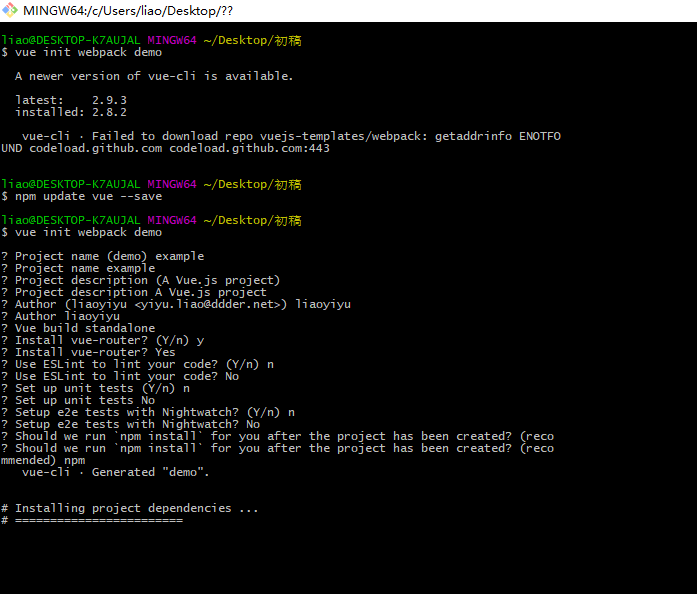 MINGW64:/c/Users/liao/Desktop/??
liao@DESKTOP-K7AUJAL MINGW64 ~/Desktop/初稿
$ vue init webpack demo
A newer version of vue-cli is available.
latest:    2.9.3
installed: 2.8.2
vue-cli · Failed to download repo vuejs-templates/webpack: getaddrinfo ENOTFO
UND codeload.github.com codeload.github.com:443
liao@DESKTOP-K7AUJAL MINGW64 ~/Desktop/初稿
$ npm update vue --save
liao@DESKTOP-K7AUJAL MINGW64 ~/Desktop/初稿
$ vue init webpack demo
? Project name (demo) example
? Project name example
? Project description (A Vue.js project)
? Project description A Vue.js project
? Author (liaoyiyu <yiyu.liao@ddder.net>) liaoyiyu
? Author liaoyiyu
? Vue build standalone
? Install vue-router? (Y/n) y
? Install vue-router? Yes
? Use ESLint to lint your code? (Y/n) n
? Use ESLint to lint your code? No
? Set up unit tests (Y/n) n
? Set up unit tests No
? Setup e2e tests with Nightwatch? (Y/n) n
? Setup e2e tests with Nightwatch? No
? Should we run `npm install` for you after the project has been created? (reco
? Should we run `npm install` for you after the project has been created? (reco
mmended) npm
vue-cli · Generated "demo".
# Installing project dependencies ...
# ========================